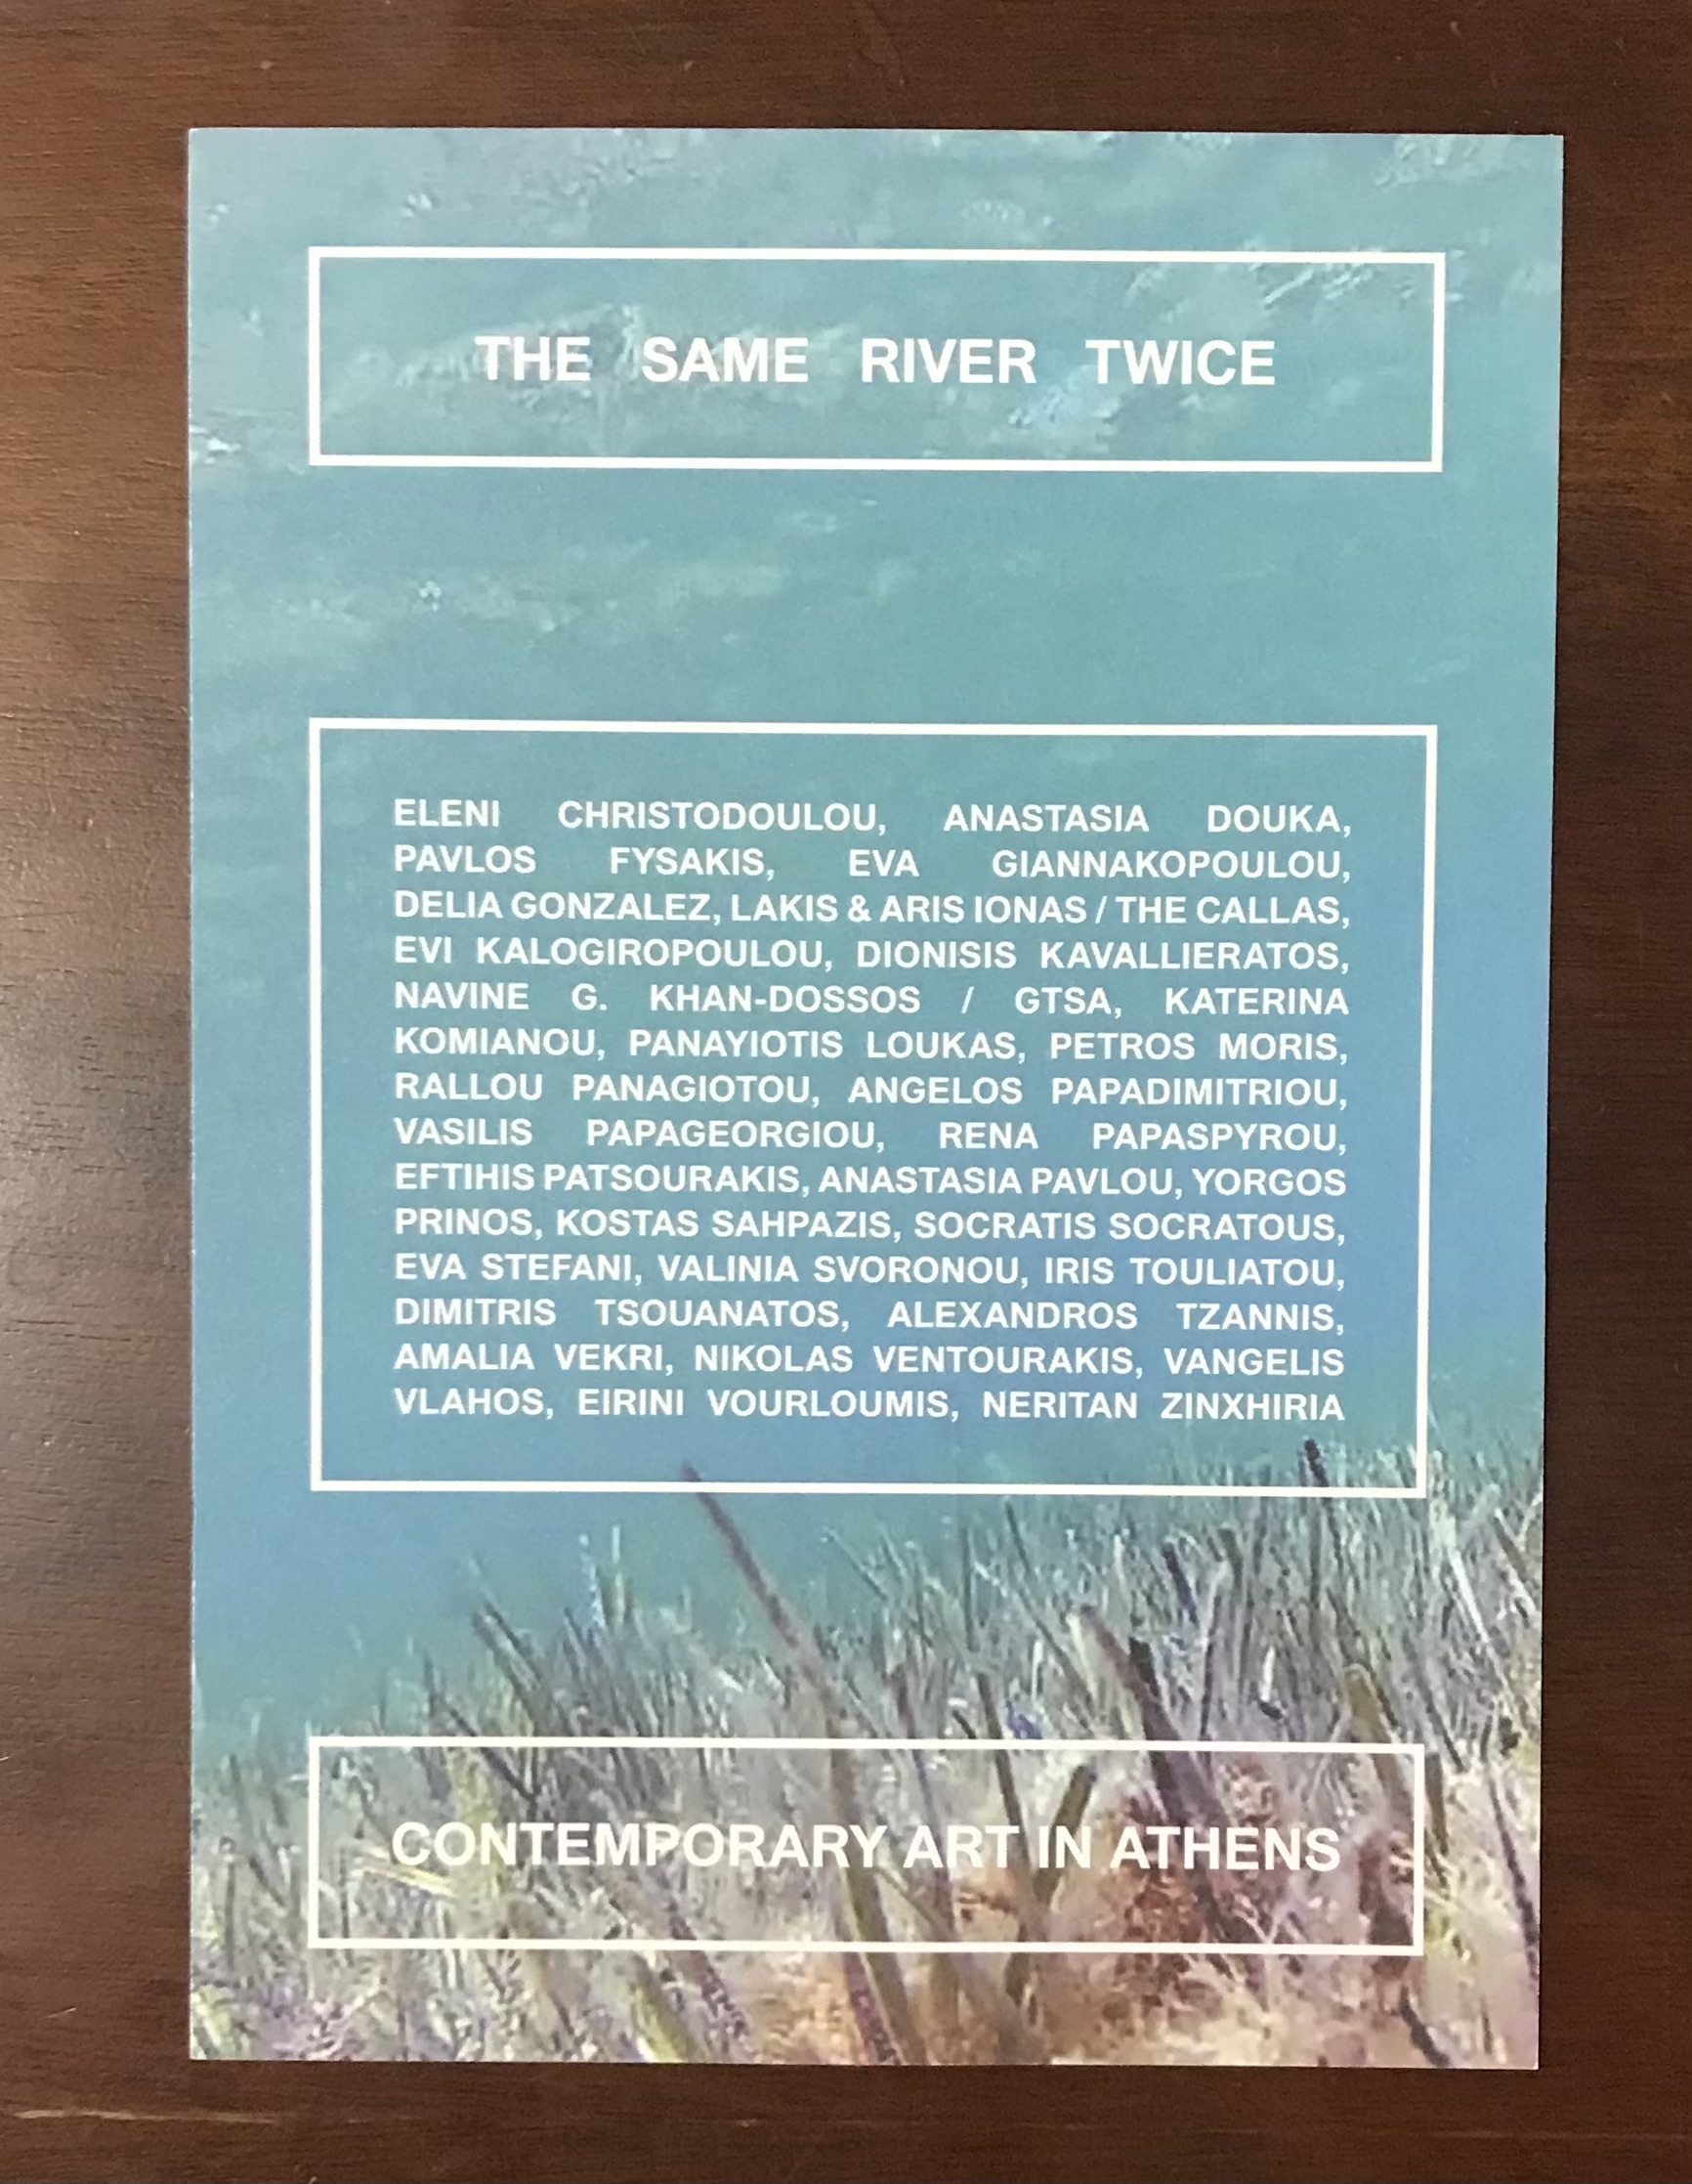 THE SAME RIVER TWICE
ELENI CHRISTODOULOU, ANASTASIA DOUKA,
PAVLOS FYSAKIS, EVA GIANNAKOPOULOU,
DELIA GONZALEZ, LAKIS & ARIS IONAS / THE CALLAS,
EVI KALOGIROPOULOU, DIONISIS KAVALLIERATOS,
NAVINE G. KHAN-DOSSOS / GTSA, KATERINA
KOMIANOU, PANAYIOTIS LOUKAS, PETROS MORIS,
RALLOU PANAGIOTOU, ANGELOS PAPADIMITRIOU,
VASILIS PAPAGEORGIOU, RENA PAPASPYROU,
EFTIHIS PATSOURAKIS, ANASTASIA PAVLOU, YORGOS
PRINOS, KOSTAS SAHPAZIS, SOCRATIS SOCRATOUS,
EVA STEFANI, VALINIA SVORONOU, IRIS TOULIATOU,
DIMITRIS TSOUANATOS, ALEXANDROS TZANNIS,
AMALIA VEKRI, NIKOLAS VENTOURAKIS, VANGELIS
VLAHOS, EIRINI VOURLOUMIS, NERITAN ZINXHIRIA
CONTEMPORARY ART IN ATHENS